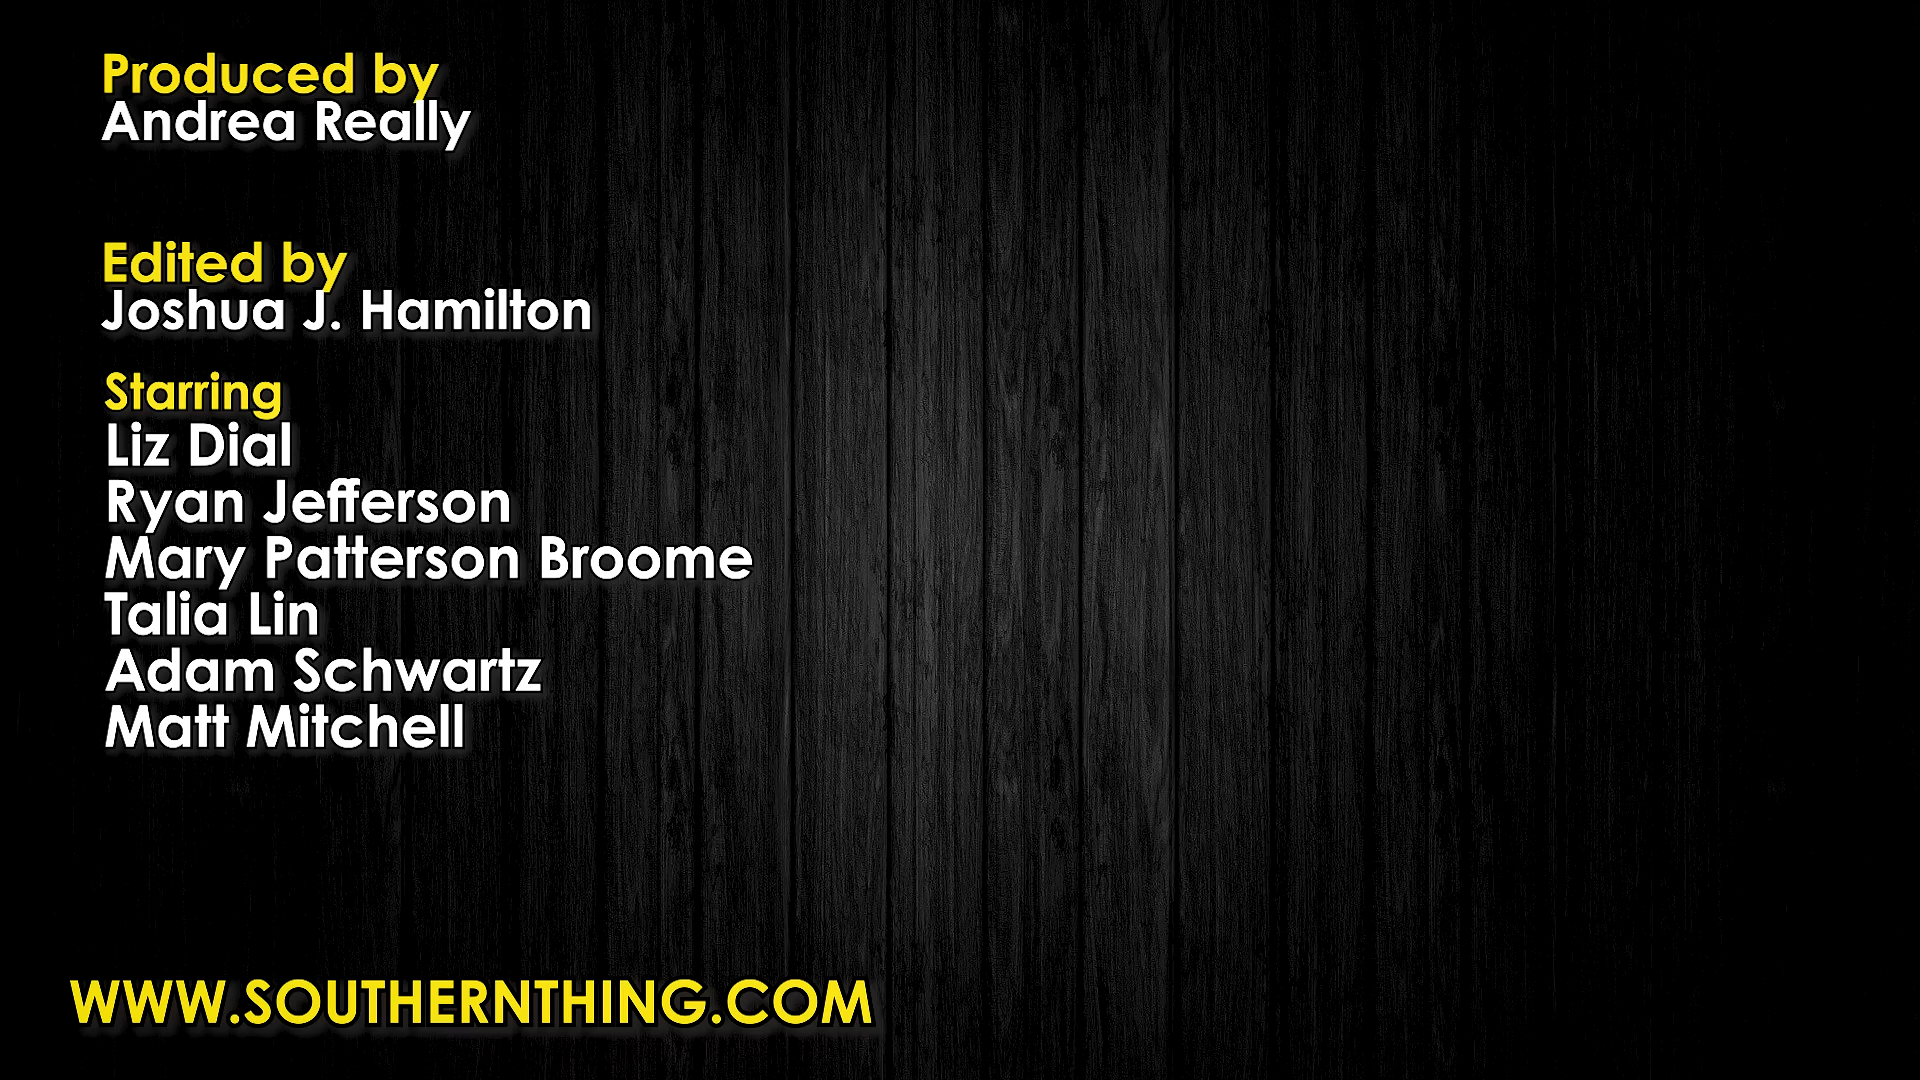 Produced by
Andrea Really
Edited by
Joshua J. Hamilton
Starring
Liz Dial
Ryan Jefferson
Mary Patterson Broome
Talia Lin
Adam Schwartz
Matt Mitchell
WWW.SOUTHERNTHING.COM